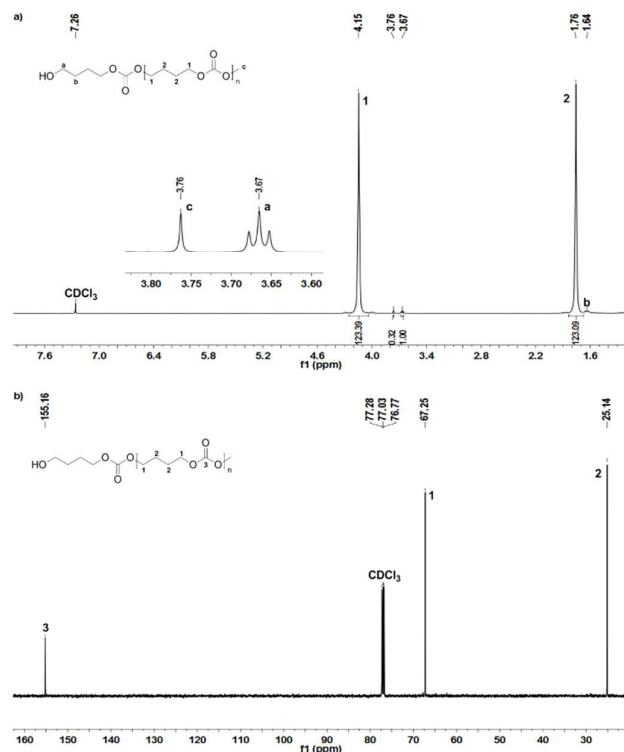 a)
7.26
4.15
3.76
3.67
1.76
1.64
a
b
HO
O
O
O
1
2
2
1
O
O
O
n
c
1
2
3.76
3.67
c
a
3.80 3.75 3.70 3.65 3.60
CDCl3
b
123.39
0.32
1.00
123.09
7.6 7.0 6.4 5.8 5.2 4.6 4.0 3.4 2.8 2.2 1.6
f1 (ppm)
b)
155.16
77.28
77.03
76.77
67.25
25.14
HO
O
O
O
1
2
2
1
O
O
3
O
n
2
1
CDCl3
3
160 150 140 130 120 110 100 90 80 70 60 50 40 30
f1 (ppm)